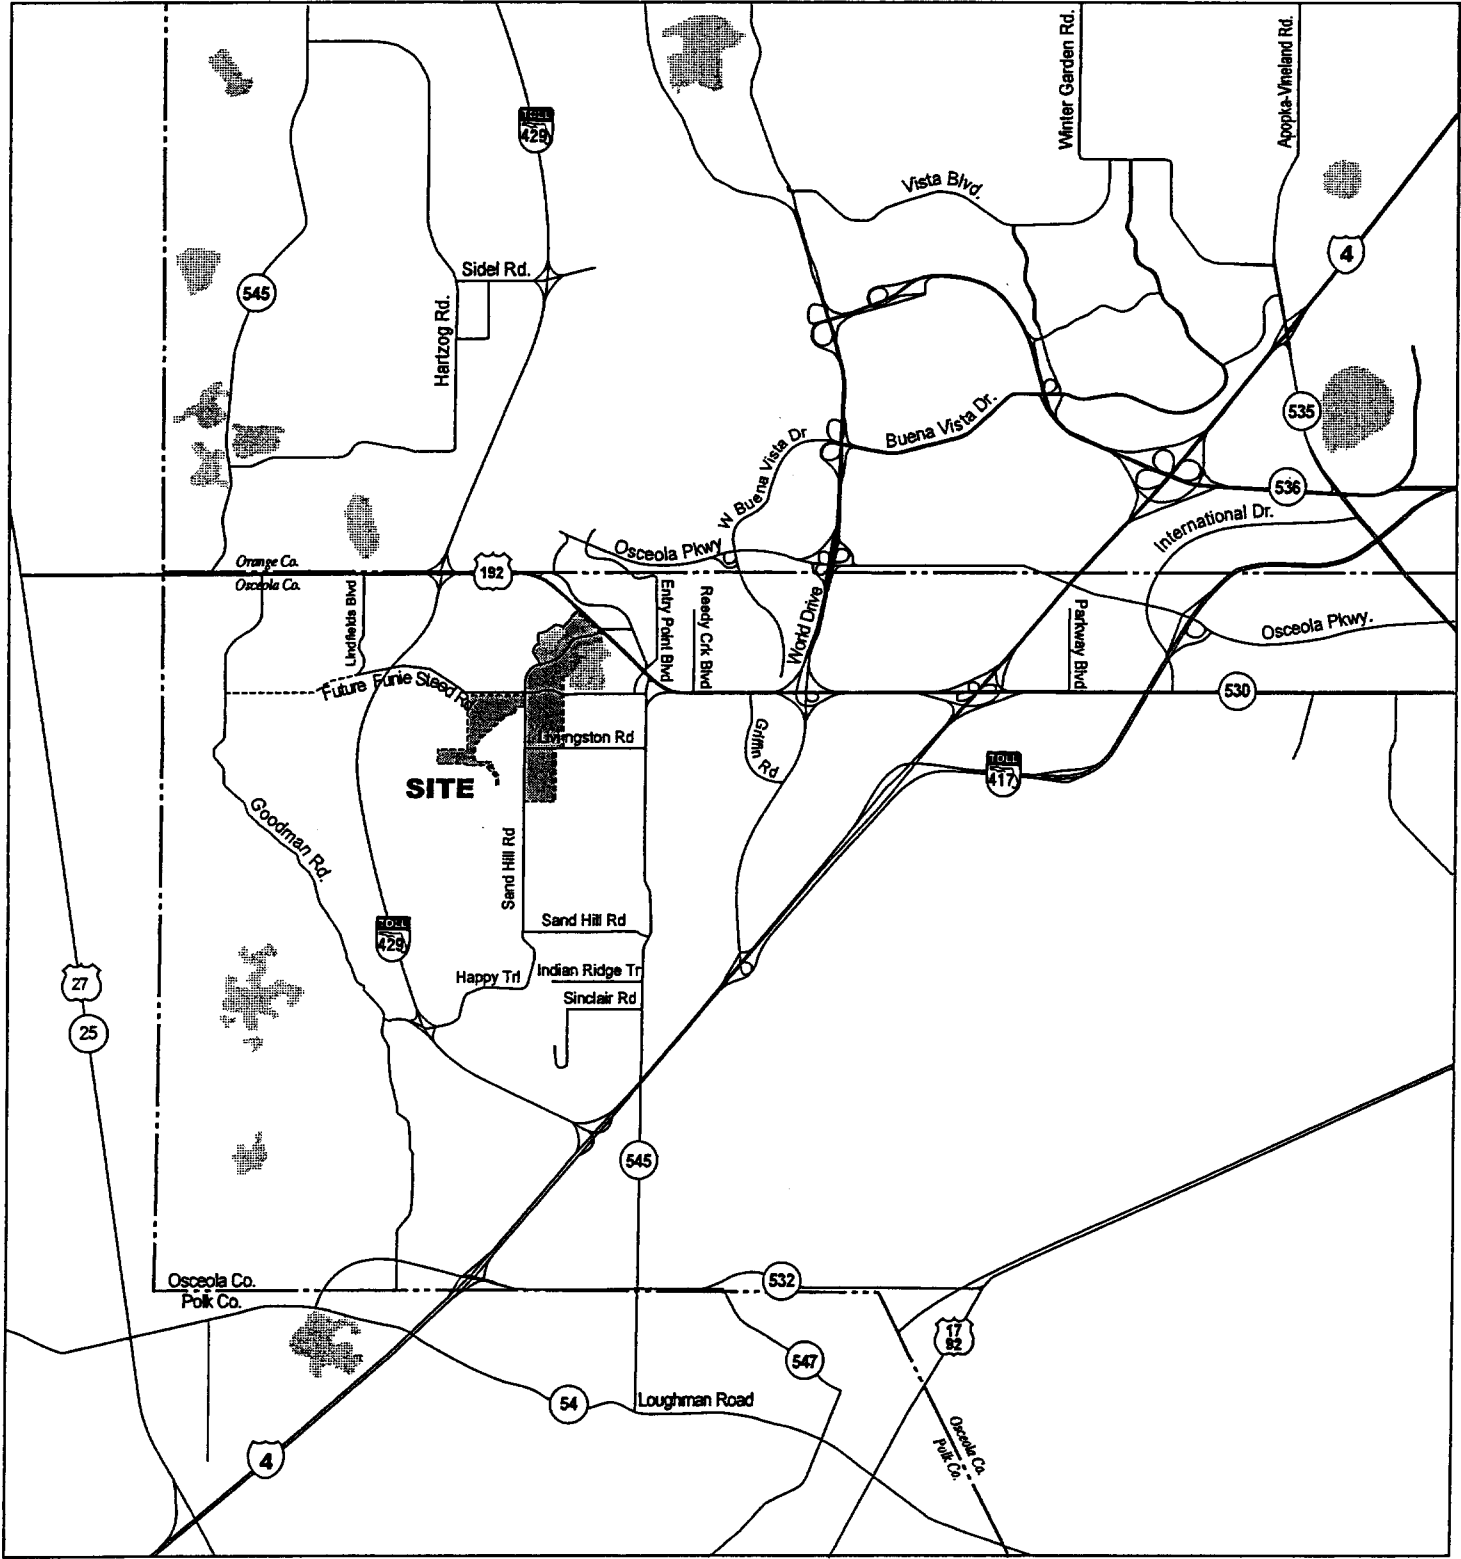 Winter Garden Rd.
Apopka-Vineland Rd.
TOLL
429
Vista Blvd.
4
Sidel Rd.
545
Hartzog Rd.
535
Buena Vista Dr.
W Buena Vista Dr
536
International Dr.
Osceola Pkwy
Orange Co.
Osceola Co.
192
Lindfields Blvd
Entry Point Blvd
Reedy Crk Blvd
World Drive
Parkway Blvd
Osceola Pkwy.
Future Funie Steed Rd
530
Livingston Rd
Griffin Rd
TOLL
417
SITE
Goodman Rd.
Sand Hill Rd
Sand Hill Rd
TOLL
429
Happy Trl
Indian Ridge Tr
Sinclair Rd
27
25
545
Osceola Co.
Polk Co.
532
17
92
547
54
Loughman Road
Osceola Co.
Polk Co.
4